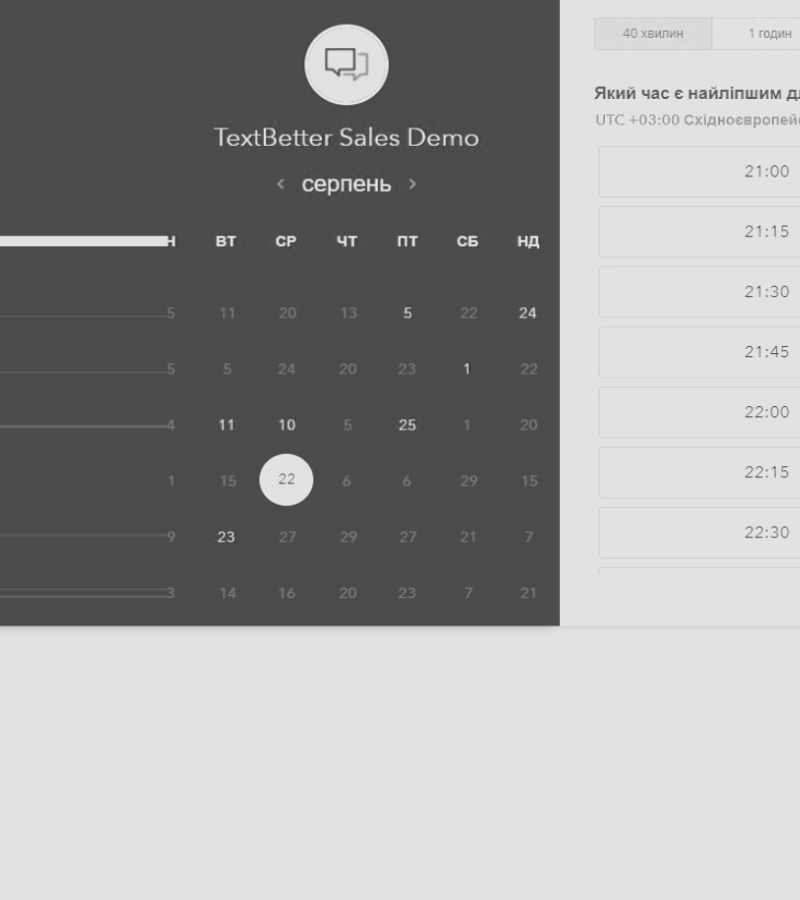 TextBetter Sales Demo
серпень
Н ВТ СР ЧТ ПТ СБ НД
5 11 20 13 5 22 24
5 5 24 20 23 1 22
4 11 10 5 25 1 20
1 15 22 6 6 29 15
9 23 27 29 27 21 7
3 14 16 20 23 7 21
40 хвилин 1 годин
Який час є найліпшим д
UTC +03:00 Східноєвропей
21:00
21:15
21:30
21:45
22:00
22:15
22:30